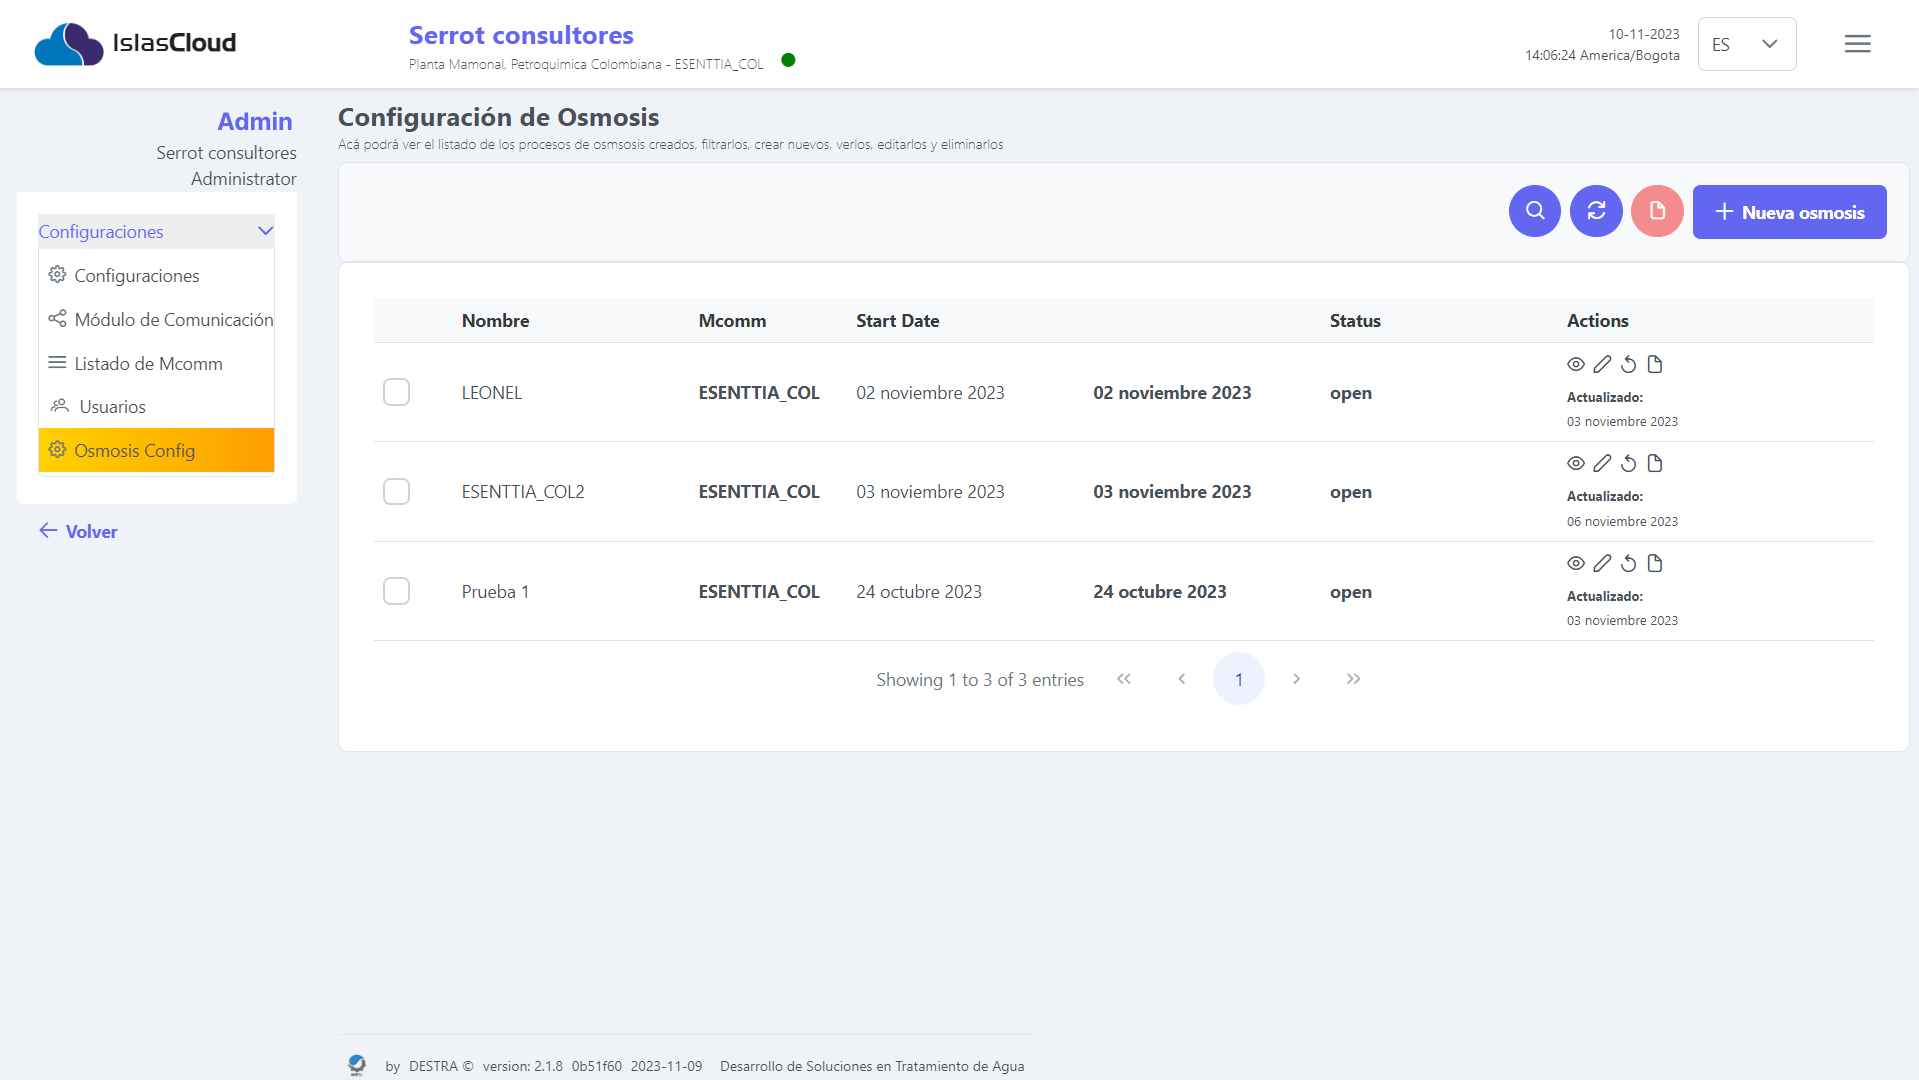 IslasCloud
Serrot consultores
Planta Mamonal, Petroquimica Colombiana - ESENTTIA_COL
10-11-2023
14:06:24 America/Bogota
ES
Admin
Serrot consultores
Administrator
Configuraciones
Configuraciones
Módulo de Comunicación
Listado de Mcomm
Usuarios
Osmosis Config
Volver
Configuración de Osmosis
Acá podrá ver el listado de los procesos de osmsosis creados, filtrarlos, crear nuevos, verlos, editarlos y eliminarlos
Nueva osmosis
Nombre Mcomm Start Date Status Actions
LEONEL ESENTTIA_COL 02 noviembre 2023 02 noviembre 2023 open
Actualizado:
03 noviembre 2023
ESENTTIA_COL2 ESENTTIA_COL 03 noviembre 2023 03 noviembre 2023 open
Actualizado:
06 noviembre 2023
Prueba 1 ESENTTIA_COL 24 octubre 2023 24 octubre 2023 open
Actualizado:
03 noviembre 2023
Showing 1 to 3 of 3 entries 1
by DESTRA © version: 2.1.8 0b51f60 2023-11-09 Desarrollo de Soluciones en Tratamiento de Agua